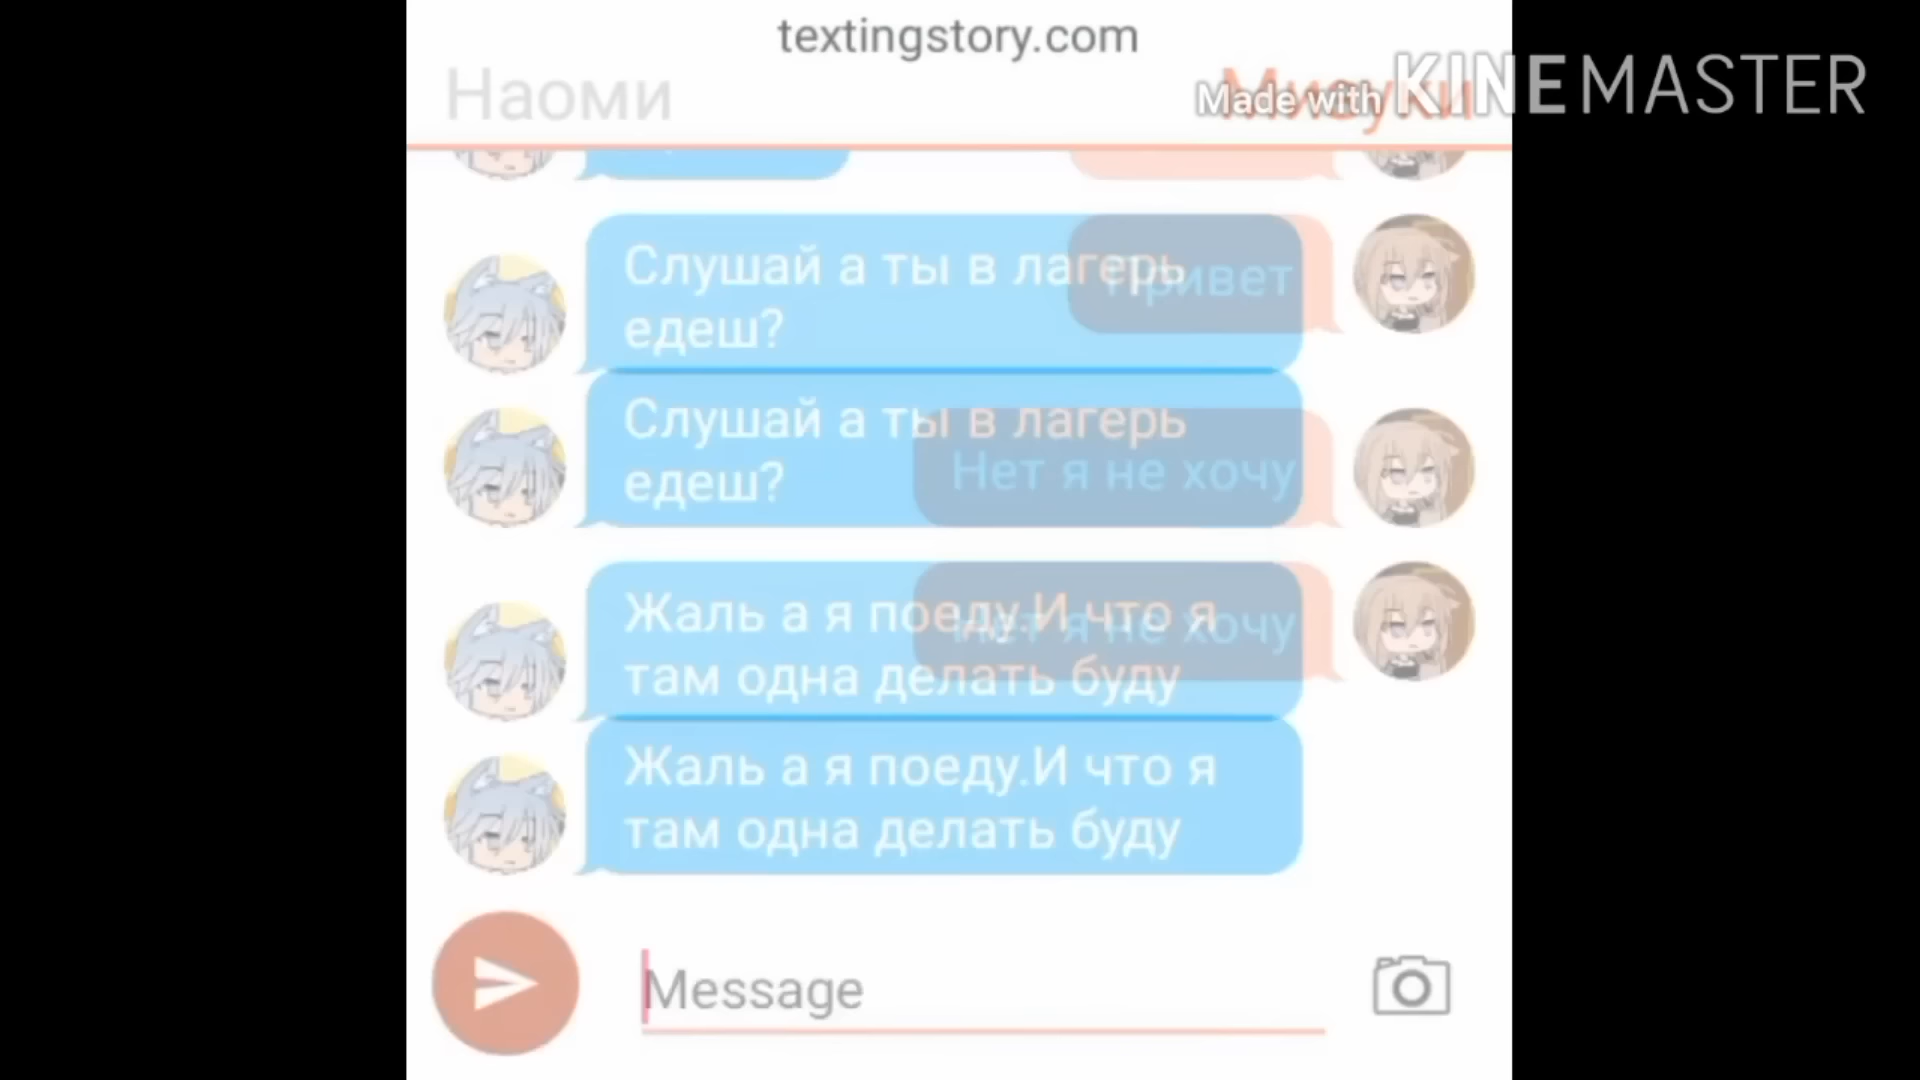 textingstory.com
Наоми
Мизуки
Made with KINEMASTER
Привет
Слушай а ты в лагерь
едеш?
Слушай а ты в лагерь
едеш?
Нет я не хочу
Нет я не хочу
Жаль а я поеду.И что я
там одна делать буду
Жаль а я поеду.И что я
там одна делать буду
Message